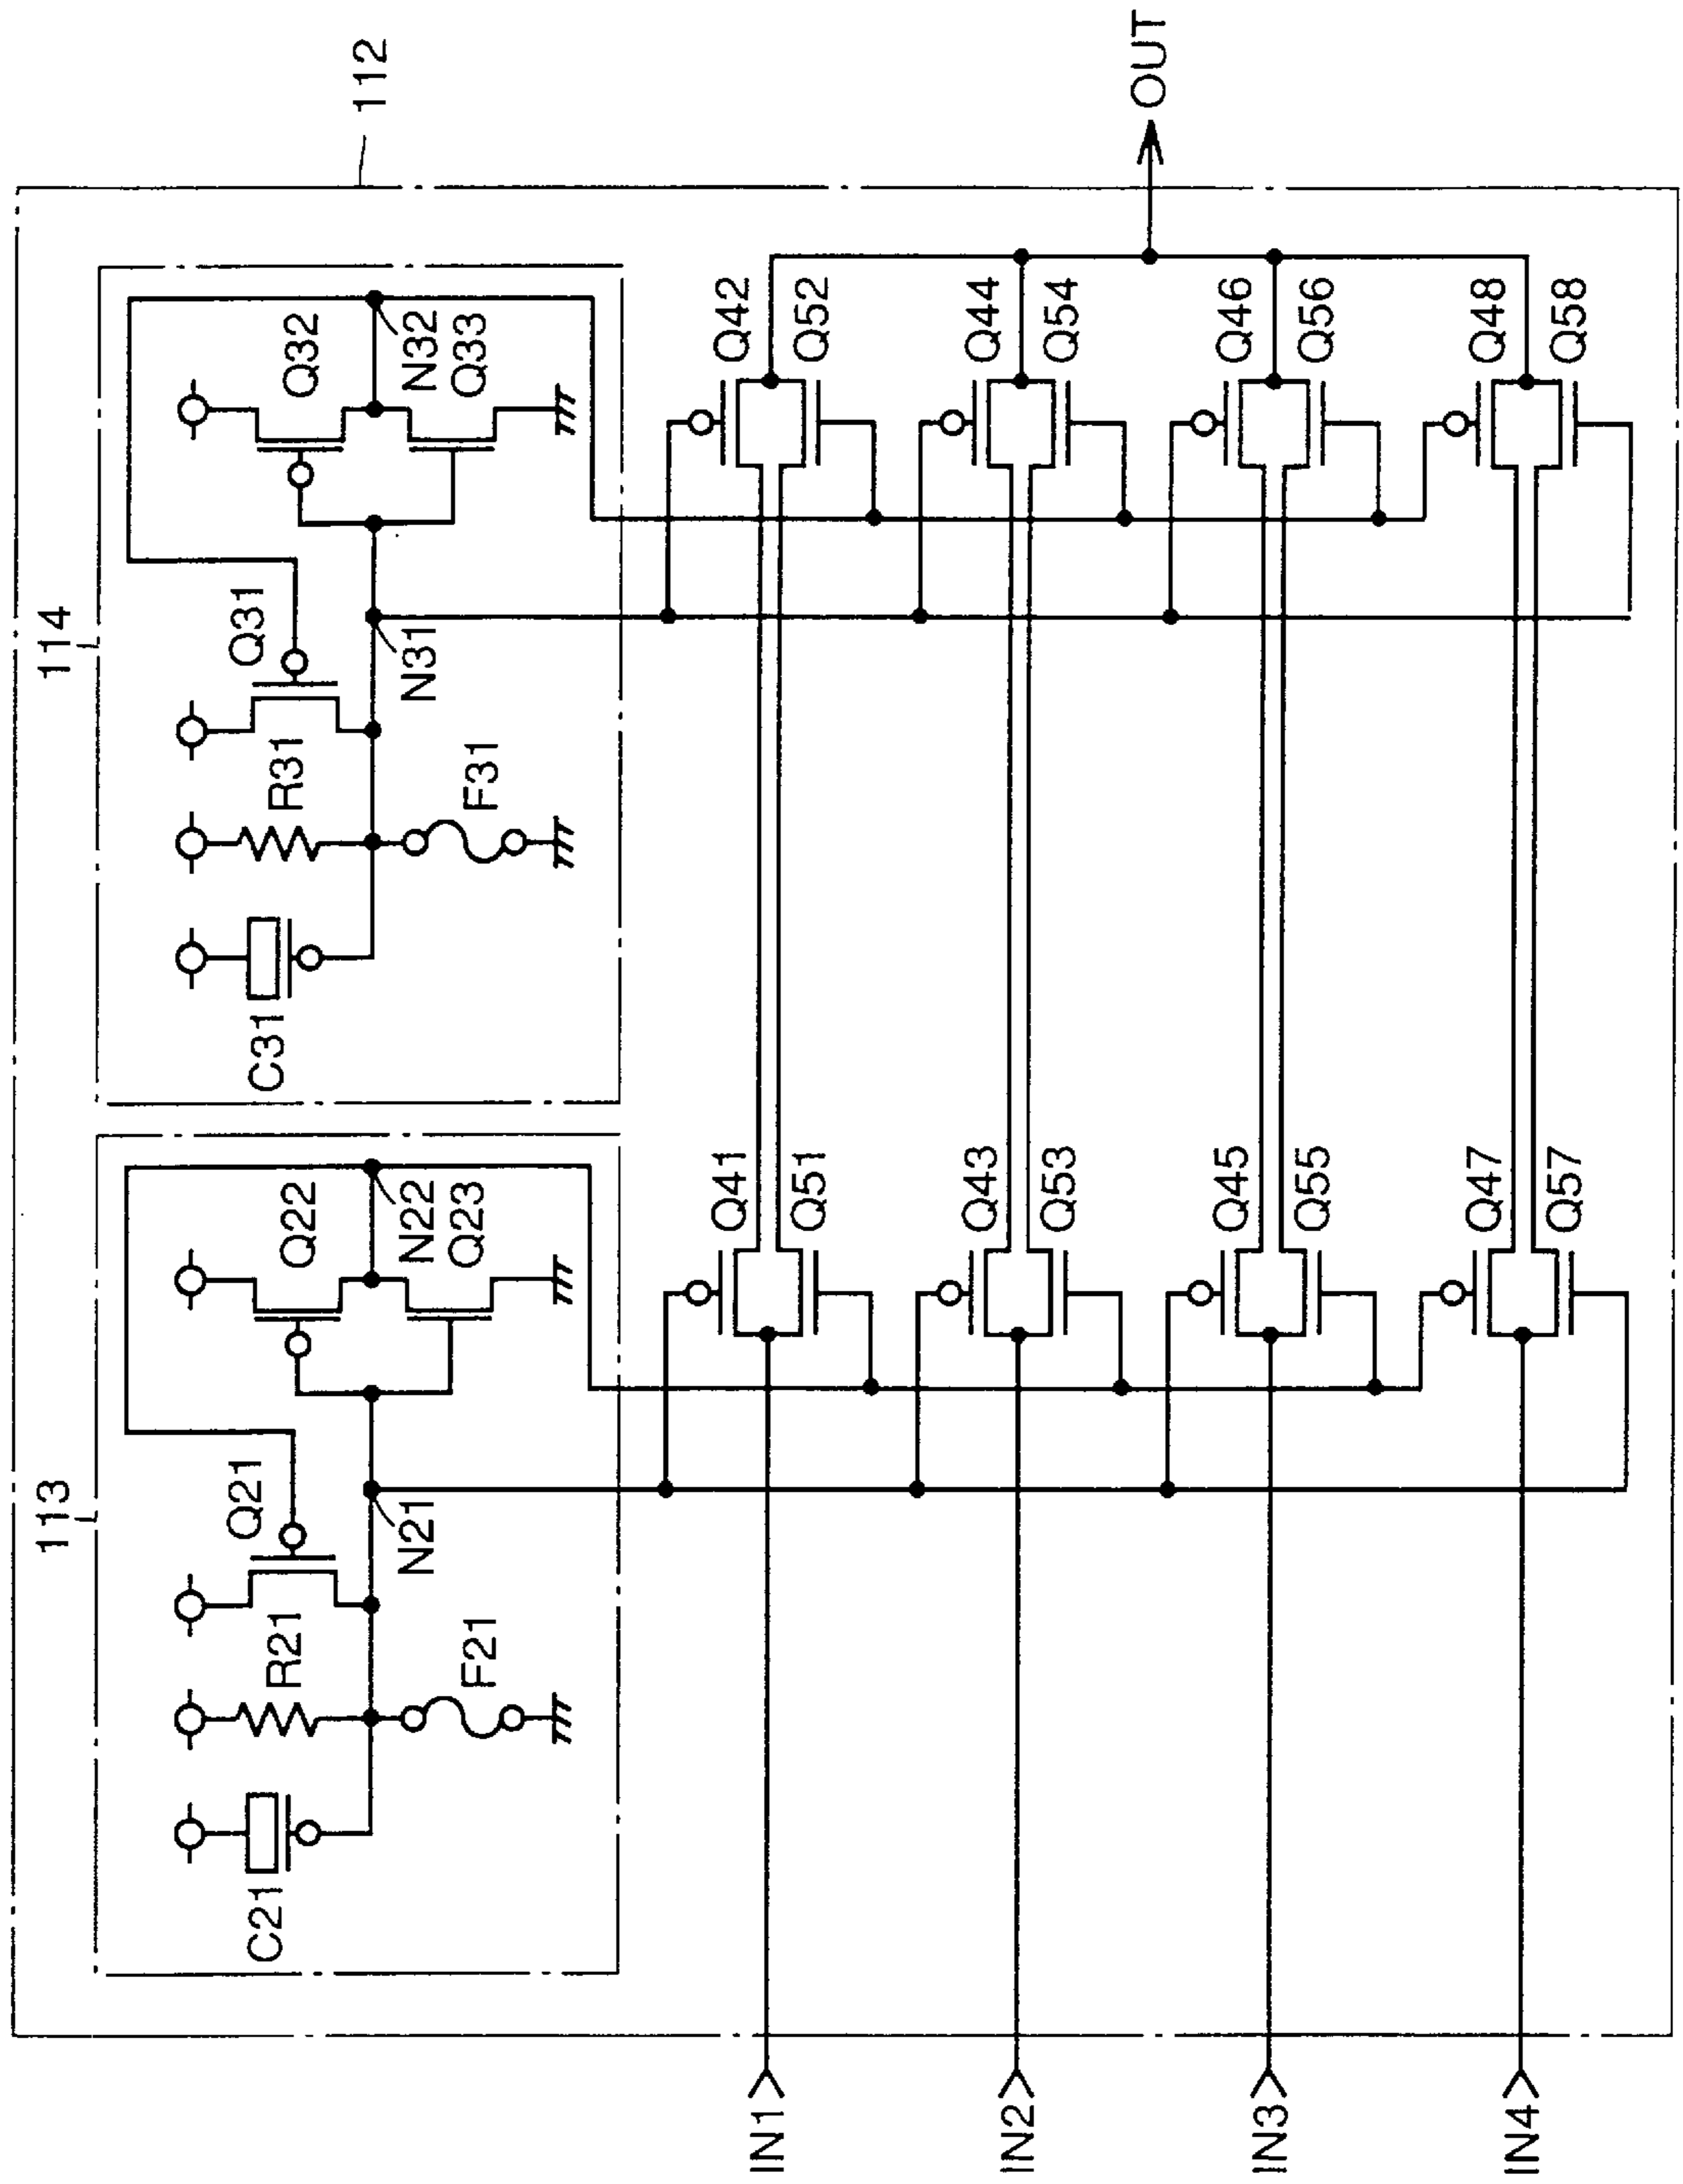 112
113
114
C21
R21
Q21
Q22
N22
Q23
F21
N21
C31
R31
Q31
Q32
N32
Q33
F31
N31
IN1
Q41
Q51
Q42
Q52
IN2
Q43
Q53
Q44
Q54
OUT
IN3
Q45
Q55
Q46
Q56
IN4
Q47
Q57
Q48
Q58